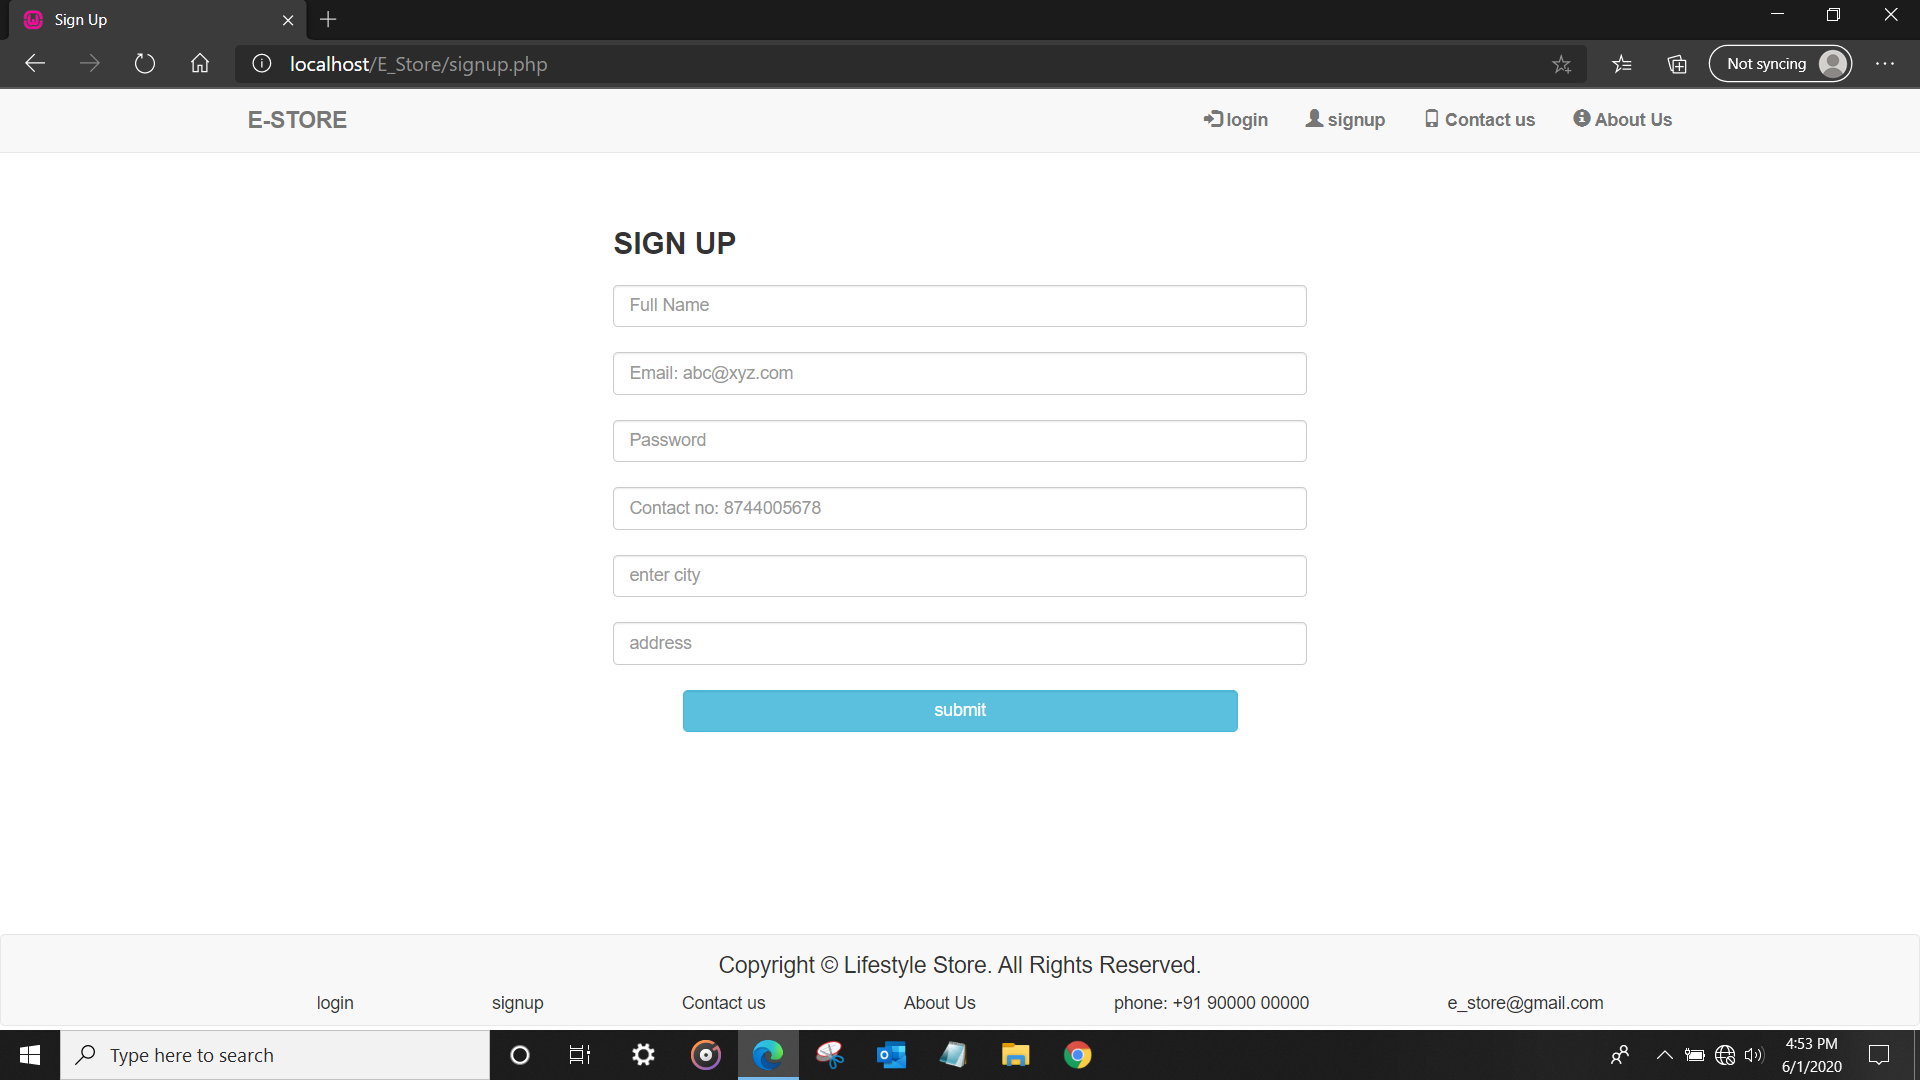 Sign Up
localhost/E_Store/signup.php
Not syncing
E-STORE
login signup Contact us About Us
SIGN UP
Full Name
Email: abc@xyz.com
Password
Contact no: 8744005678
enter city
address
submit
Copyright © Lifestyle Store. All Rights Reserved.
login signup Contact us About Us phone: +91 90000 00000 e_store@gmail.com
Type here to search
4:53 PM
6/1/2020